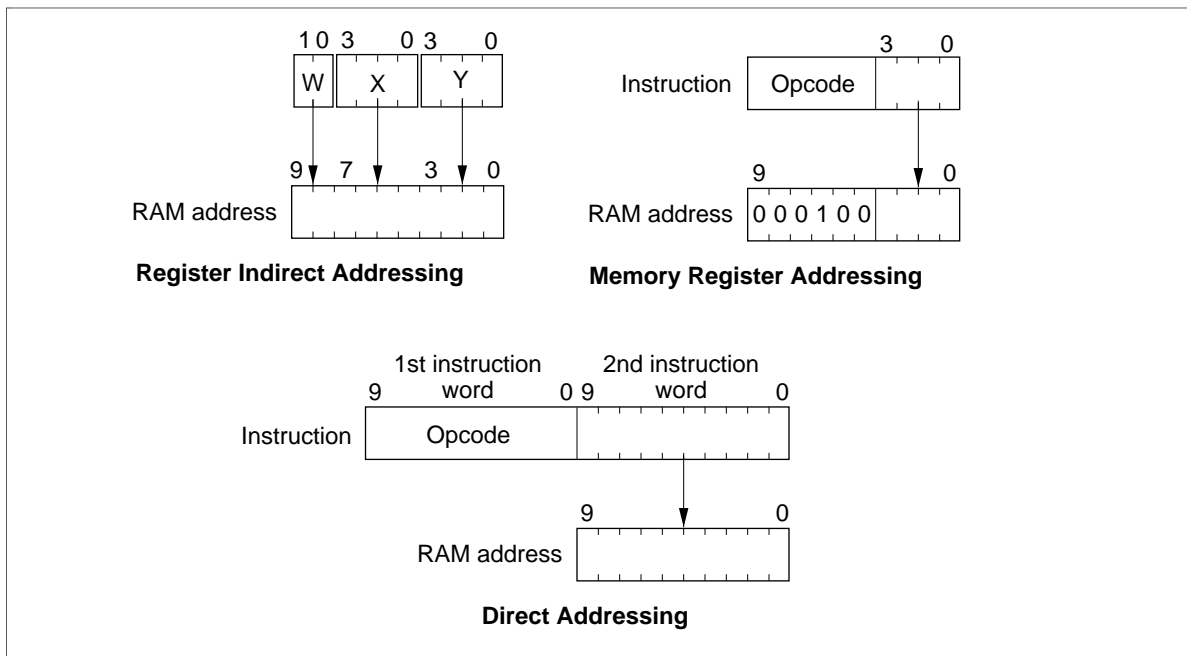 1 0 3 0 3 0
W X Y
9 7 3 0
RAM address
Register Indirect Addressing
3 0
Instruction Opcode
9 0
RAM address 0 0 0 1 0 0
Memory Register Addressing
1st instruction word
2nd instruction word
9 0 9 0
Instruction Opcode
9 0
RAM address
Direct Addressing